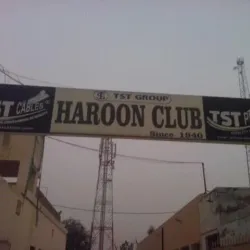 TST GROUP
ST CABLES
HAROON CLUB
TST
Since 1940